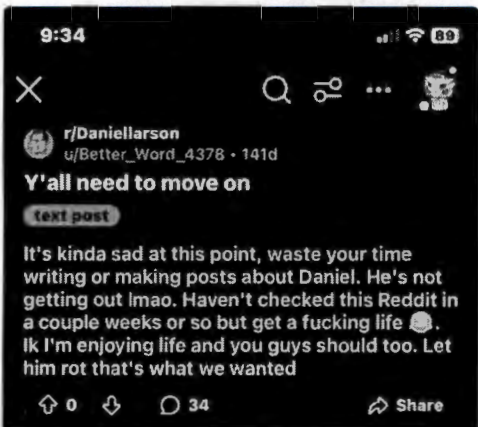 9:34 89
r/Daniellarson
u/Better_Word_4378 • 141d
Y'all need to move on
text post
It's kinda sad at this point, waste your time
writing or making posts about Daniel. He's not
getting out lmao. Haven't checked this Reddit in
a couple weeks or so but get a fucking life 😂.
Ik I'm enjoying life and you guys should too. Let
him rot that's what we wanted
0 34 Share